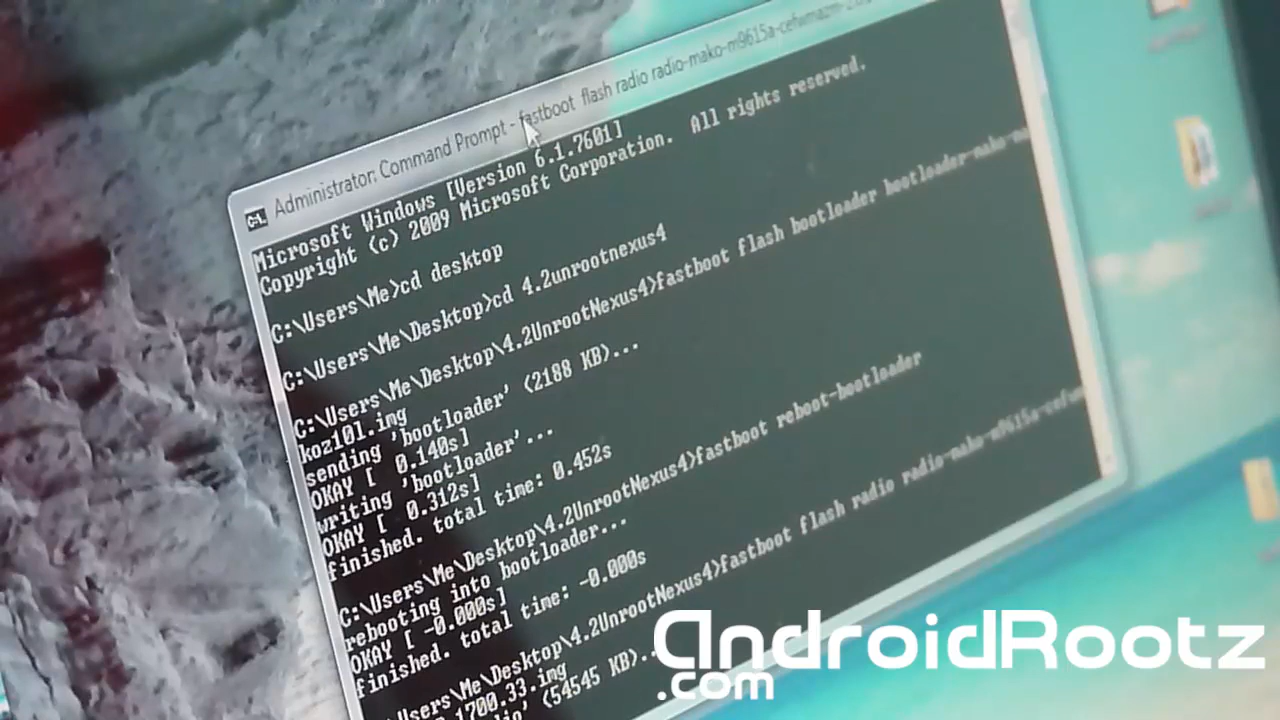 Administrator: Command Prompt - fastboot flash radio radio-mako-m9615a-cefwmazm-2.0
Microsoft Windows [Version 6.1.7601]
Copyright (c) 2009 Microsoft Corporation. All rights reserved.
C:\Users\Me>cd desktop
C:\Users\Me\Desktop>cd 4.2unrootnexus4
C:\Users\Me\Desktop\4.2UnrootNexus4>fastboot flash bootloader bootloader-mako-ma
koz10l.img
sending 'bootloader' (2188 KB)...
OKAY [ 0.140s]
writing 'bootloader'...
OKAY [ 0.312s]
finished. total time: 0.452s
C:\Users\Me\Desktop\4.2UnrootNexus4>fastboot reboot-bootloader
rebooting into bootloader...
OKAY [ -0.000s]
finished. total time: -0.000s
\Users\Me\Desktop\4.2UnrootNexus4>fastboot flash radio radio-mako-m9615a-cefwm
1700.33.img
(54545 KB)..
AndroidRootz
.com